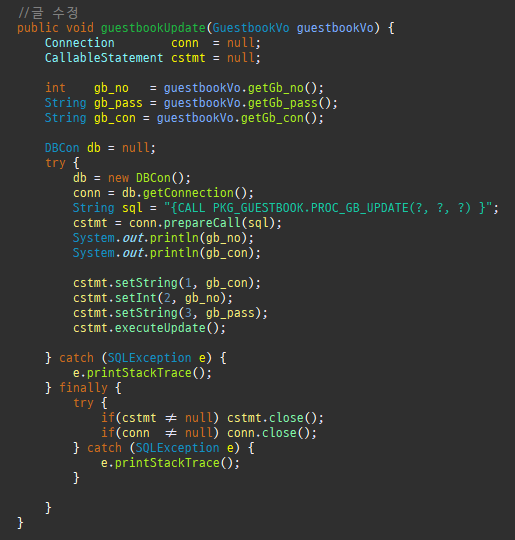 //글 수정
public void guestbookUpdate(GuestbookVo guestbookVo) {
    Connection        conn  = null;
    CallableStatement cstmt = null;

    int    gb_no   = guestbookVo.getGb_no();
    String gb_pass = guestbookVo.getGb_pass();
    String gb_con = guestbookVo.getGb_con();

    DBCon db = null;
    try {
        db = new DBCon();
        conn = db.getConnection();
        String sql = "{CALL PKG_GUESTBOOK.PROC_GB_UPDATE(?, ?, ?) }";
        cstmt = conn.prepareCall(sql);
        System.out.println(gb_no);
        System.out.println(gb_con);

        cstmt.setString(1, gb_con);
        cstmt.setInt(2, gb_no);
        cstmt.setString(3, gb_pass);
        cstmt.executeUpdate();

    } catch (SQLException e) {
        e.printStackTrace();
    } finally {
        try {
            if(cstmt ≠ null) cstmt.close();
            if(conn  ≠ null) conn.close();
        } catch (SQLException e) {
            e.printStackTrace();
        }

    }
}